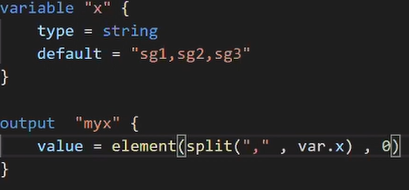 variable "x" {
    type = string
    default = "sg1,sg2,sg3"
}
output  "myx" {
    value = element(split("," , var.x) , 0)
}